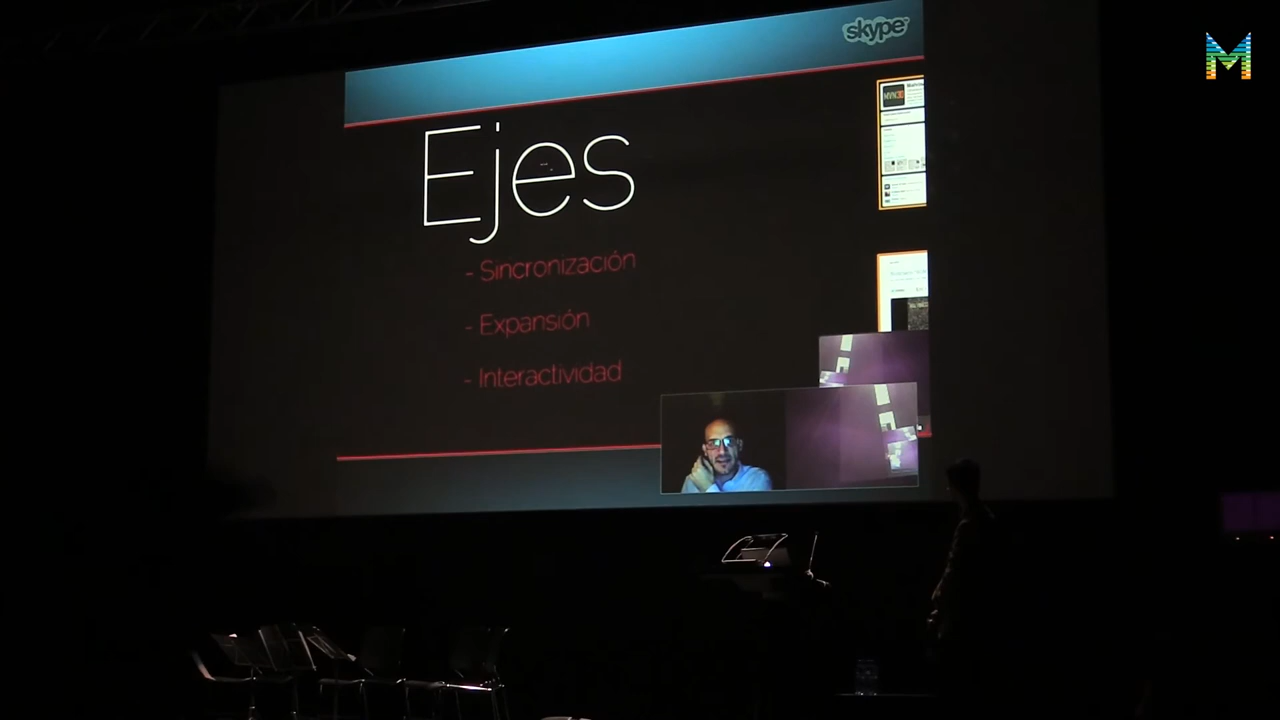 skype
Ejes
- Sincronización
- Expansión
- Interactividad